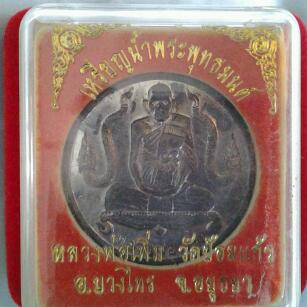 เหรียญน้ำพระพุทธมนต์
หลวงพ่อเพิ่ม วัดป้อมแก้ว
อ.บางไทร จ.อยุธยา